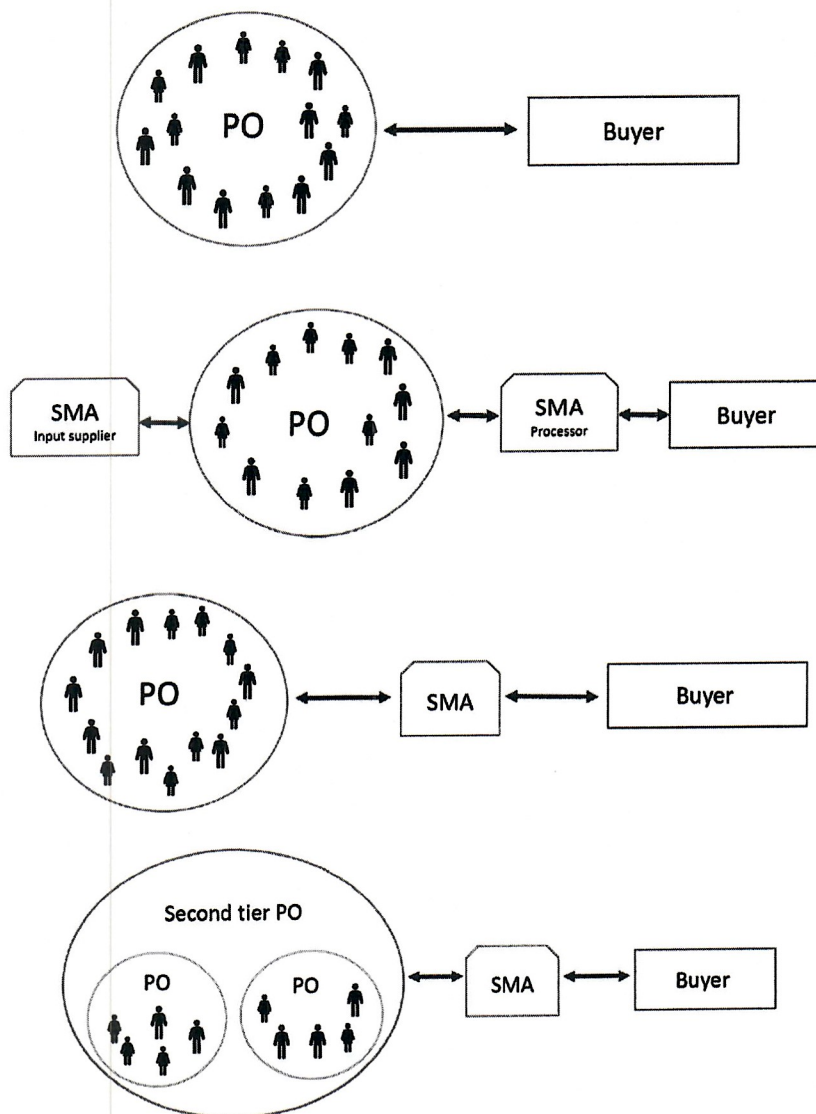 PO
Buyer
SMA
Input supplier
PO
SMA
Processor
Buyer
PO
SMA
Buyer
Second tier PO
PO
PO
SMA
Buyer